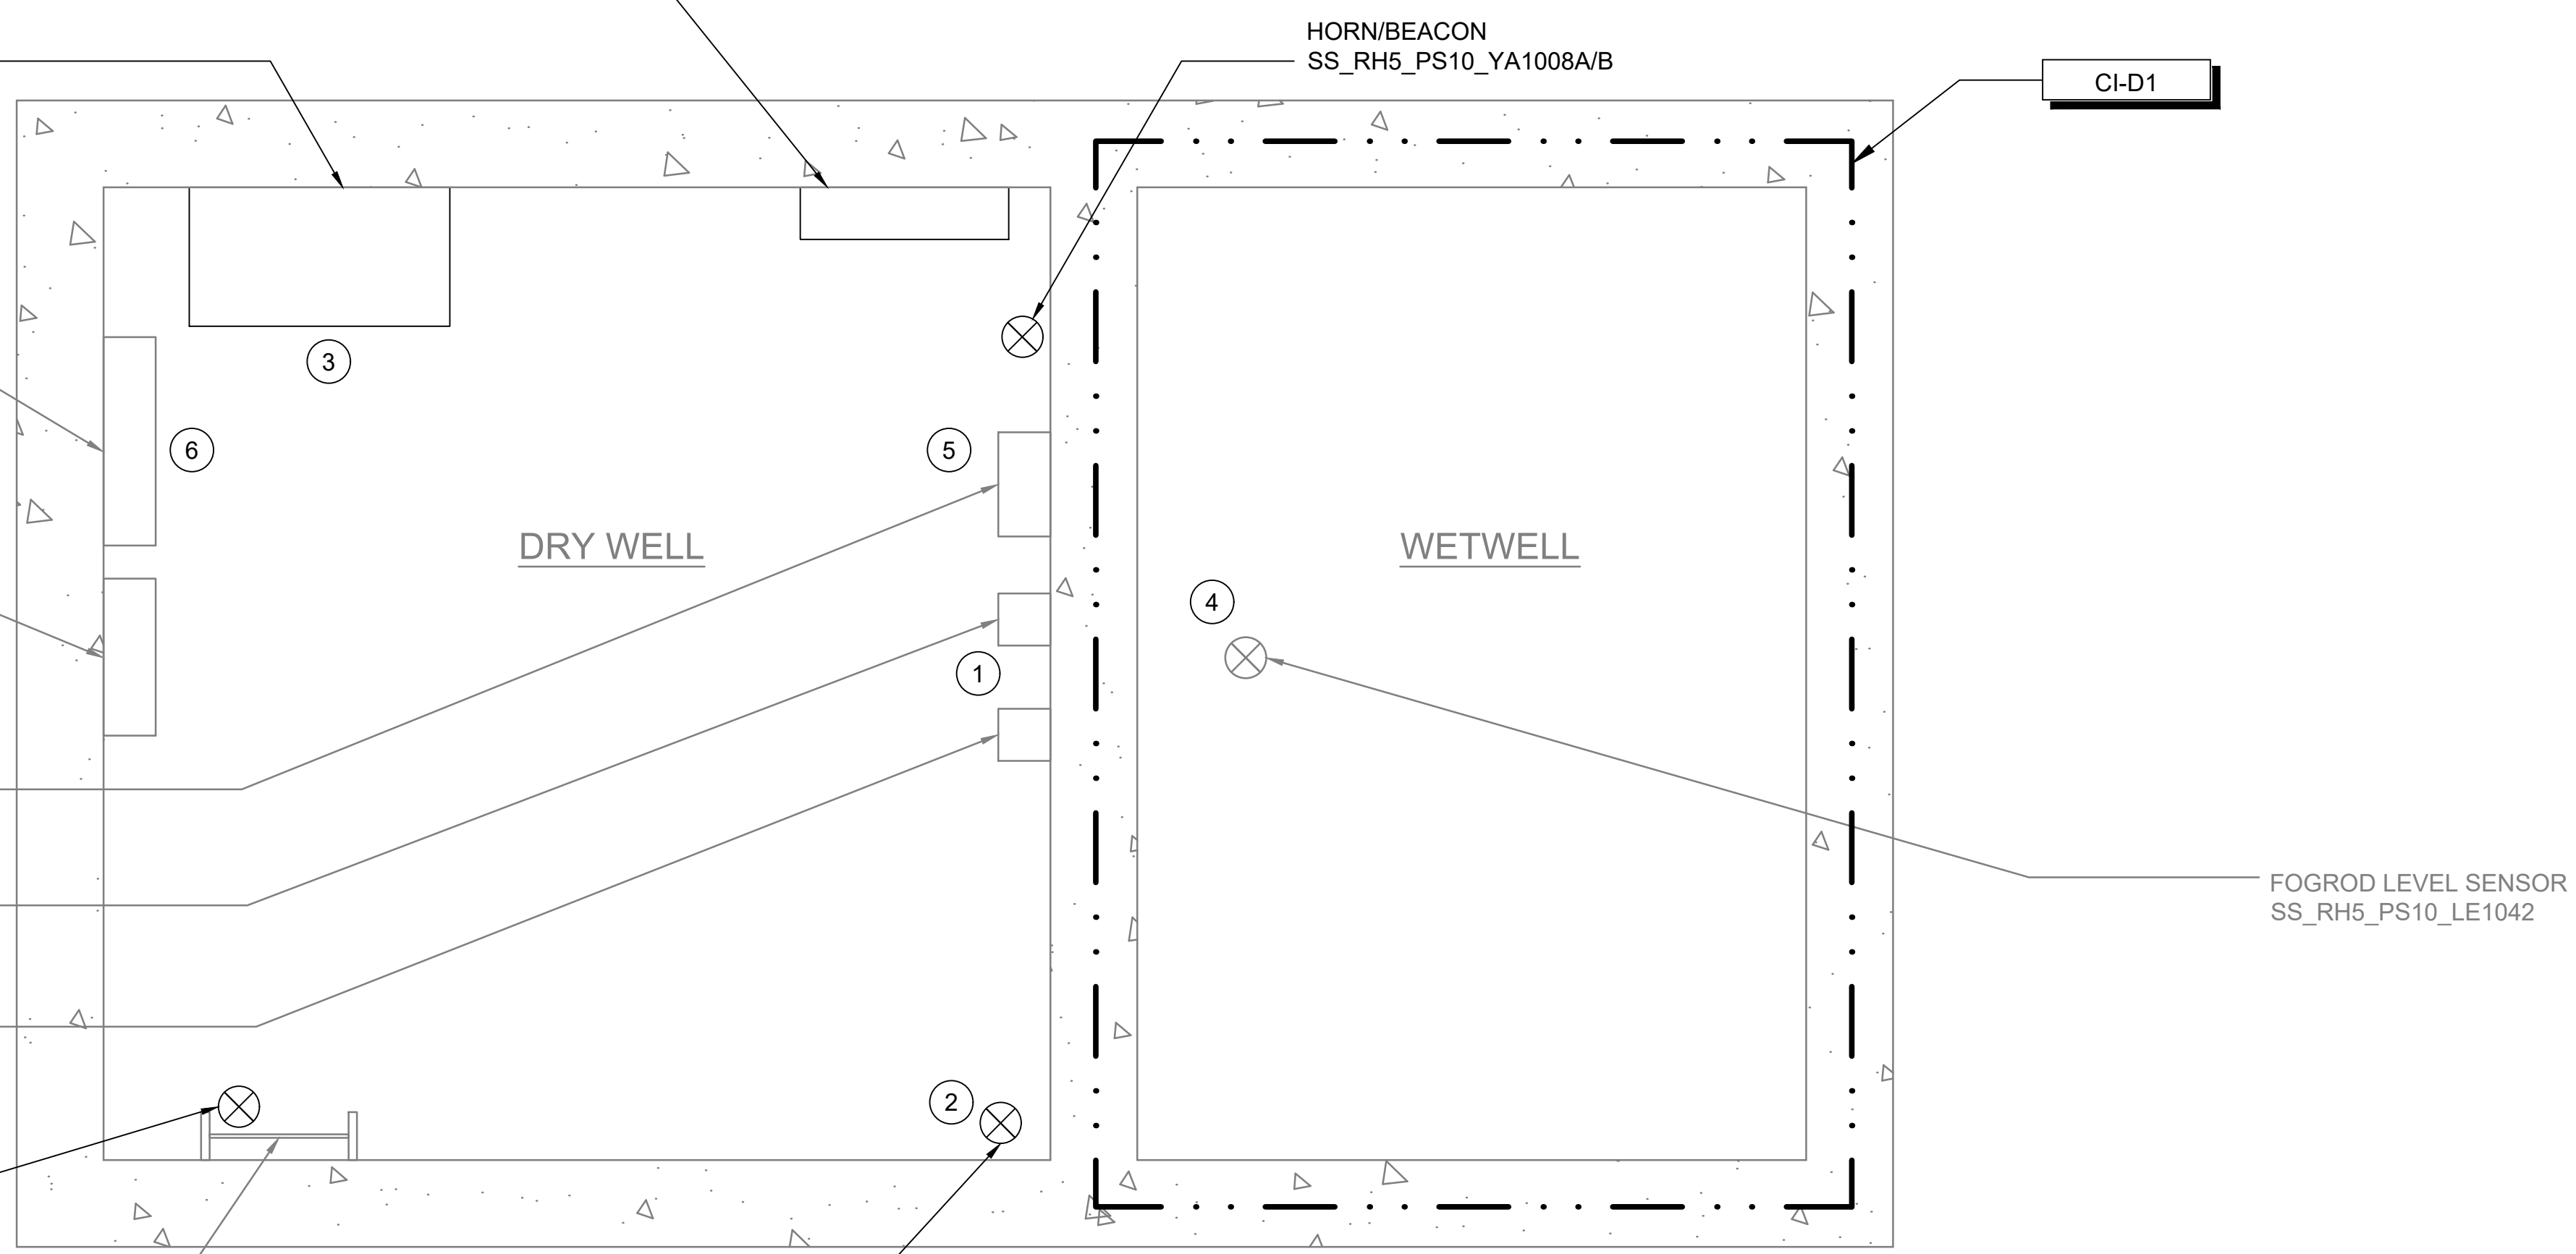 HORN/BEACON
SS_RH5_PS10_YA1008A/B
CI-D1
3
6
5
DRY WELL
WETWELL
4
1
FOGROD LEVEL SENSOR
SS_RH5_PS10_LE1042
2